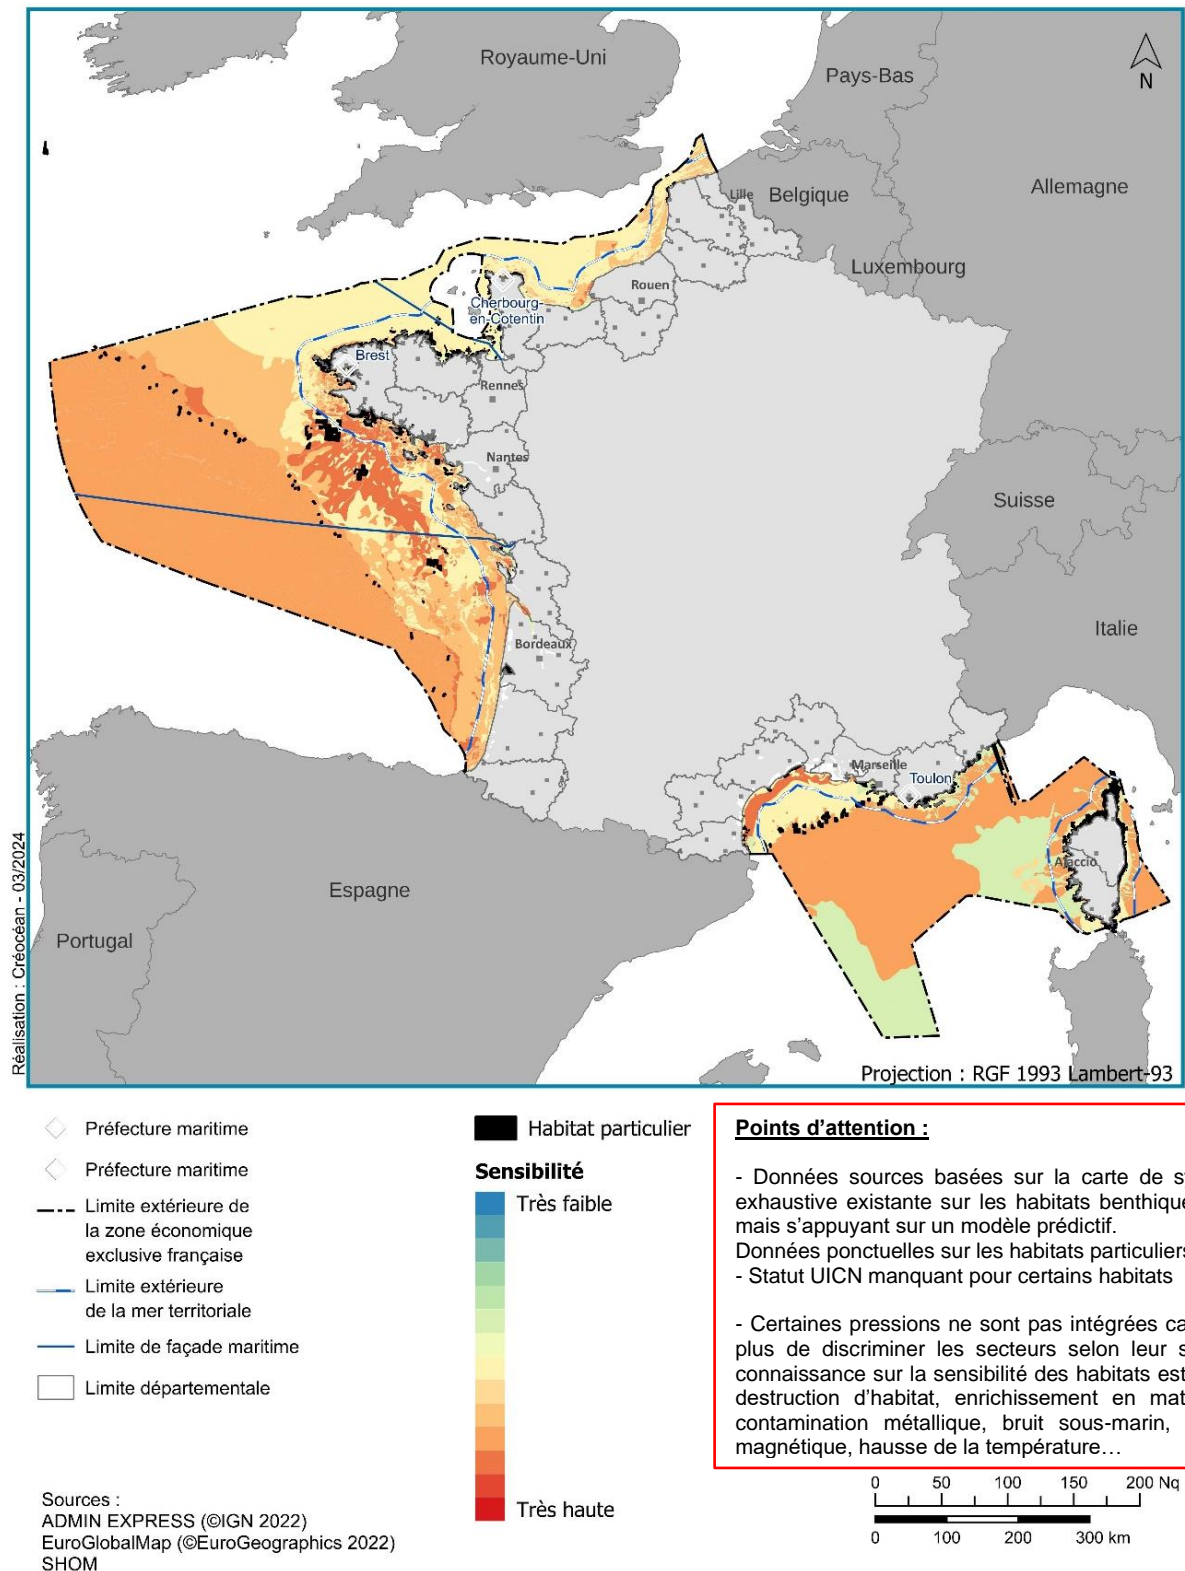 Royaume-Uni
N
Pays-Bas
Allemagne
Lille
Belgique
Luxembourg
Rouen
Cherbourg-
en-Cotentin
Brest
Rennes
Nantes
Suisse
Italie
Bordeaux
Marseille
Toulon
Ajaccio
Espagne
Portugal
Réalisation : Créocéan - 03/2024
Projection : RGF 1993 Lambert-93
Préfecture maritime
Préfecture maritime
Limite extérieure de
la zone économique
exclusive française
Limite extérieure
de la mer territoriale
Limite de façade maritime
Limite départementale
Sources :
ADMIN EXPRESS (©IGN 2022)
EuroGlobalMap (©EuroGeographics 2022)
SHOM
Habitat particulier
Sensibilité
Très faible
Très haute
Points d'attention :
- Données sources basées sur la carte de s
exhaustive existante sur les habitats benthique
mais s'appuyant sur un modèle prédictif.
Données ponctuelles sur les habitats particuliers
- Statut UICN manquant pour certains habitats
- Certaines pressions ne sont pas intégrées ca
plus de discriminer les secteurs selon leur s
connaissance sur la sensibilité des habitats est
destruction d'habitat, enrichissement en mat
contamination métallique, bruit sous-marin,
magnétique, hausse de la température…
0 50 100 150 200 Nq
0 100 200 300 km